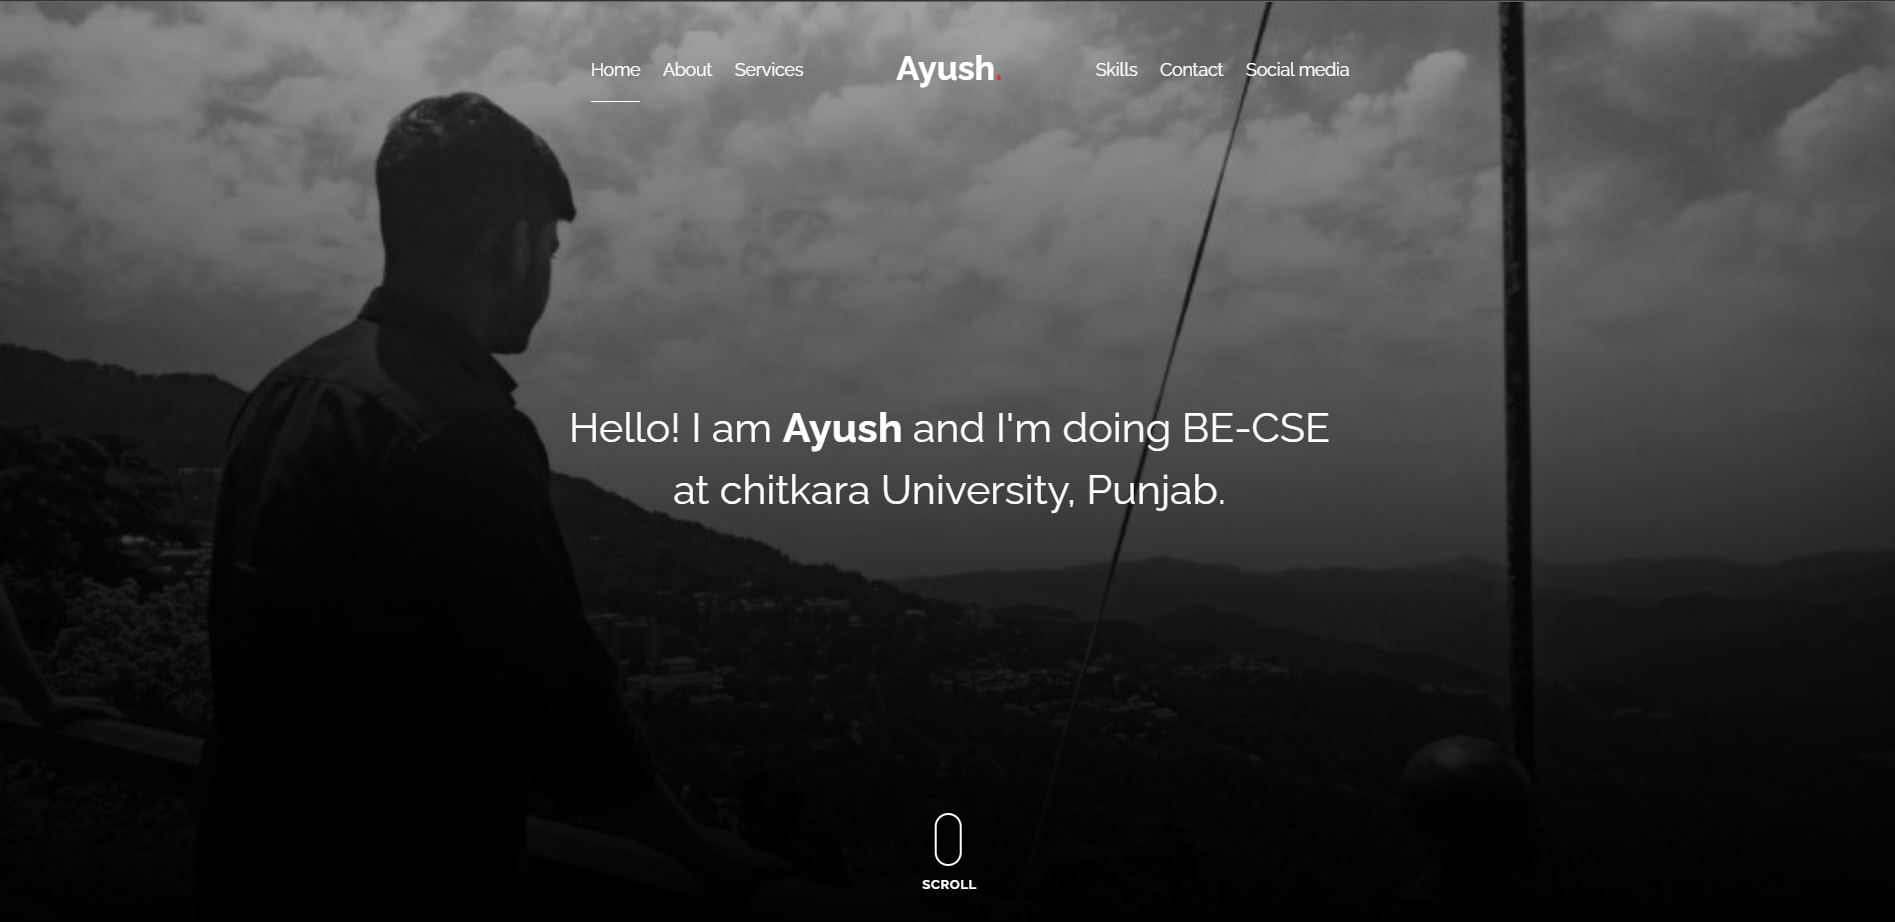 Home About Services Ayush. Skills Contact Social media
Hello! I am Ayush and I'm doing BE-CSE
at chitkara University, Punjab.
SCROLL